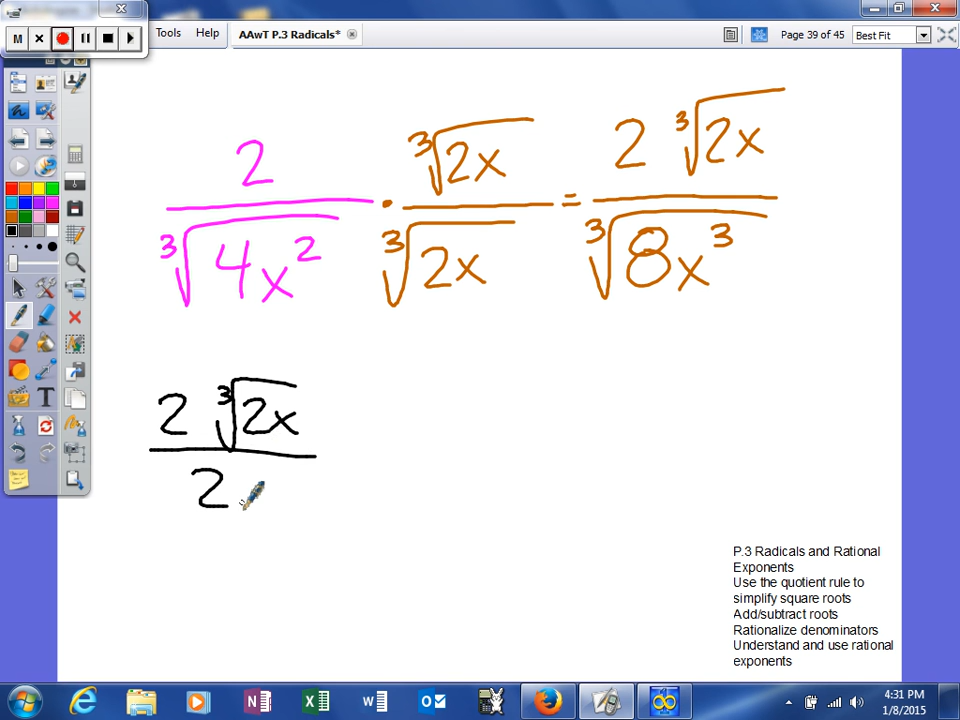 M
Tools Help AAwT P.3 Radicals* Page 39 of 45 Best Fit
2/∛(4x²) · ∛(2x)/∛(2x) = 2∛(2x)/∛(8x³)
2∛(2x)/2
P.3 Radicals and Rational
Exponents
Use the quotient rule to
simplify square roots
Add/subtract roots
Rationalize denominators
Understand and use rational
exponents
4:31 PM
1/8/2015